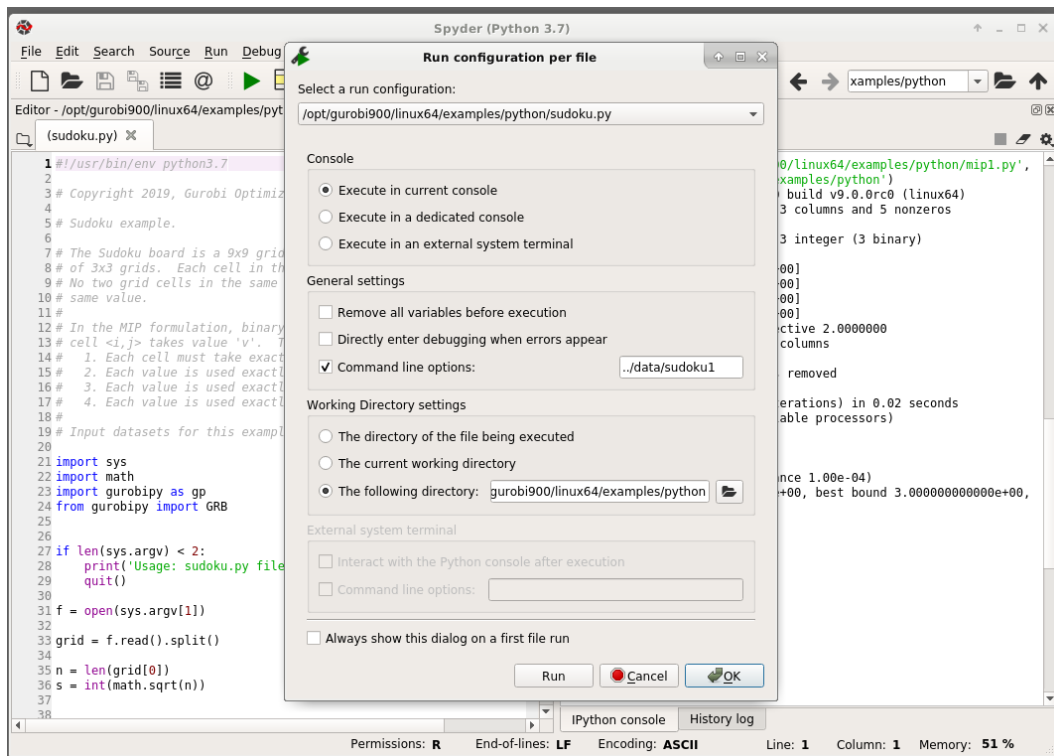 Spyder (Python 3.7)
File Edit Search Source Run Debug
xamples/python
Editor - /opt/gurobi900/linux64/examples/pyt
(sudoku.py)
1 #!/usr/bin/env python3.7
2
3 # Copyright 2019, Gurobi Optimiz
4
5 # Sudoku example.
6
7 # The Sudoku board is a 9x9 grid
8 # of 3x3 grids.  Each cell in th
9 # No two grid cells in the same
10 # same value.
11 #
12 # In the MIP formulation, binary
13 # cell <i,j> takes value 'v'.  T
14 #   1. Each cell must take exact
15 #   2. Each value is used exactl
16 #   3. Each value is used exactl
17 #   4. Each value is used exactl
18 #
19 # Input datasets for this exampl
20
21 import sys
22 import math
23 import gurobipy as gp
24 from gurobipy import GRB
25
26
27 if len(sys.argv) < 2:
28     print('Usage: sudoku.py file
29     quit()
30
31 f = open(sys.argv[1])
32
33 grid = f.read().split()
34
35 n = len(grid[0])
36 s = int(math.sqrt(n))
37
38
Run configuration per file
Select a run configuration:
/opt/gurobi900/linux64/examples/python/sudoku.py
Console
Execute in current console
Execute in a dedicated console
Execute in an external system terminal
General settings
Remove all variables before execution
Directly enter debugging when errors appear
Command line options: ../data/sudoku1
Working Directory settings
The directory of the file being executed
The current working directory
The following directory: gurobi900/linux64/examples/python
External system terminal
Interact with the Python console after execution
Command line options:
Always show this dialog on a first file run
Run Cancel OK
0/linux64/examples/python/mip1.py',
examples/python')
build v9.0.0rc0 (linux64)
3 columns and 5 nonzeros
3 integer (3 binary)
+00]
+00]
+00]
+00]
ective 2.0000000
columns
removed
erations) in 0.02 seconds
able processors)
nce 1.00e-04)
+00, best bound 3.000000000000e+00,
IPython console History log
Permissions: R End-of-lines: LF Encoding: ASCII Line: 1 Column: 1 Memory: 51 %